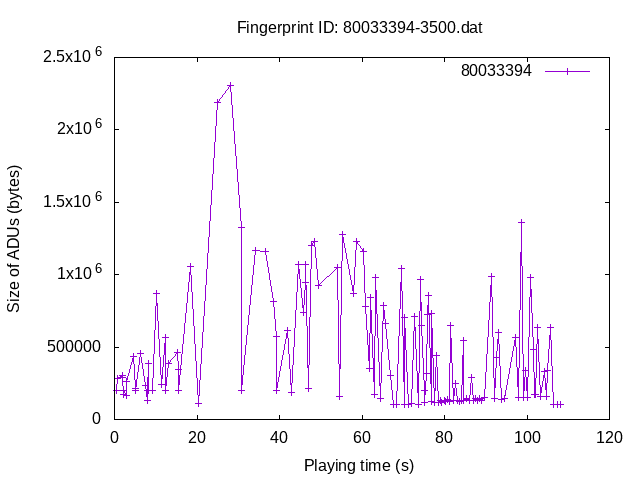 Fingerprint ID: 80033394-3500.dat
80033394
Size of ADUs (bytes)
2.5x10^6
2x10^6
1.5x10^6
1x10^6
500000
0
0 20 40 60 80 100 120
Playing time (s)